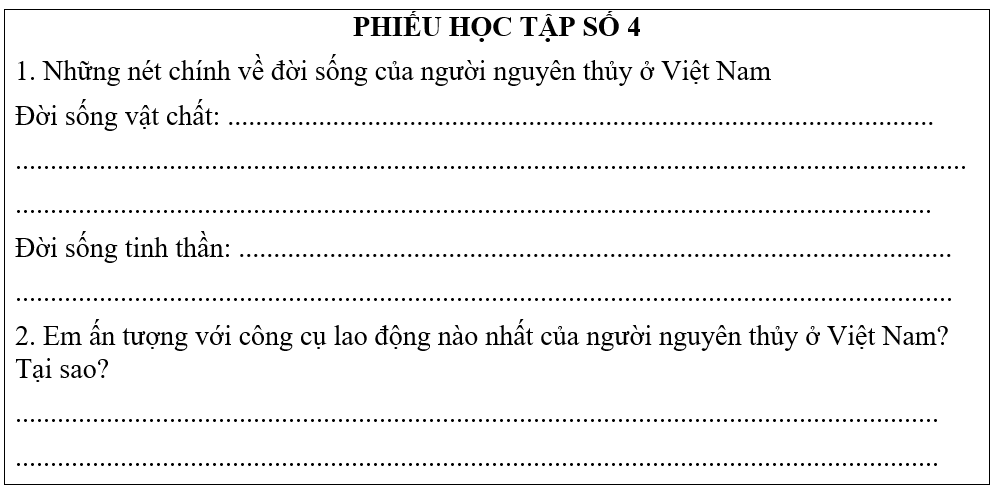 PHIẾU HỌC TẬP SỐ 4
1. Những nét chính về đời sống của người nguyên thủy ở Việt Nam
Đời sống vật chất: .....................................................................................................
........................................................................................................................................
...................................................................................................................................
Đời sống tinh thần: ......................................................................................................
......................................................................................................................................
2. Em ấn tượng với công cụ lao động nào nhất của người nguyên thủy ở Việt Nam?
Tại sao?
....................................................................................................................................
....................................................................................................................................